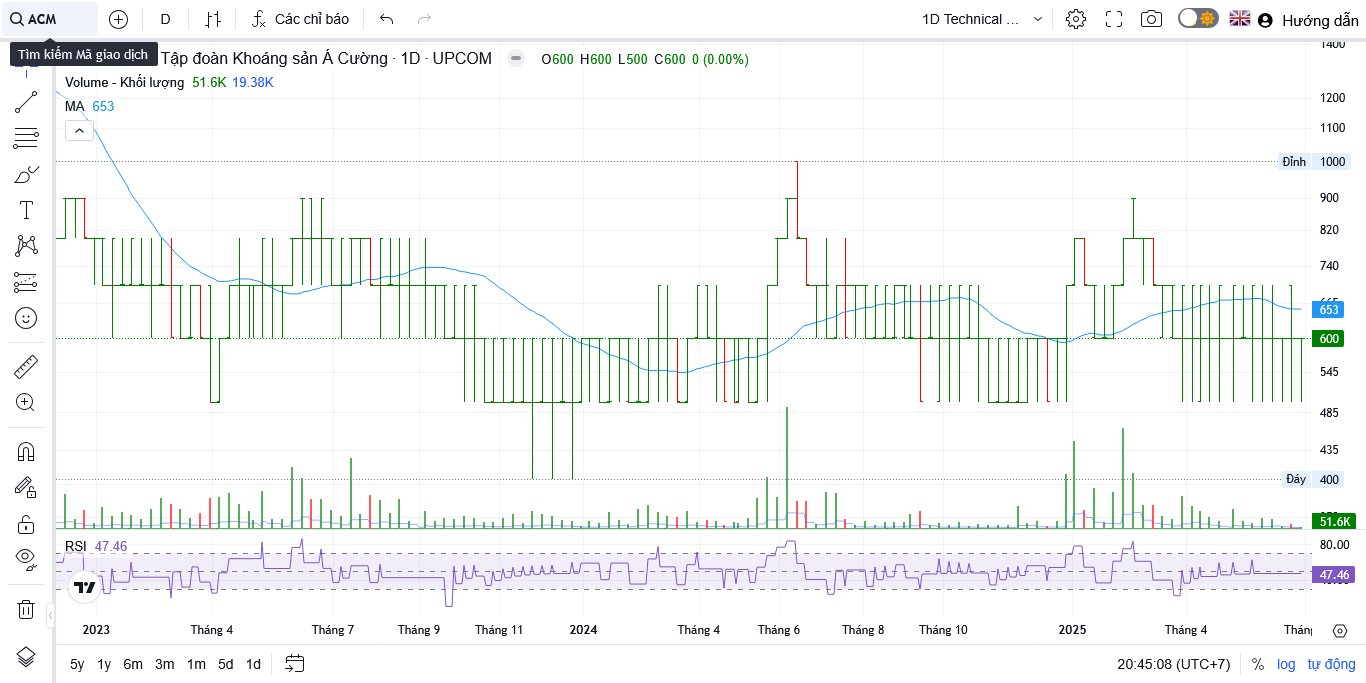 ACM
D
Các chỉ báo
1D Technical ...
Hướng dẫn
Tìm kiếm Mã giao dịch
Tập đoàn Khoáng sản Á Cường · 1D · UPCOM
O600 H600 L500 C600 0 (0.00%)
Volume - Khối lượng 51.6K 19.38K
MA 653
1400
1200
1100
Đỉnh 1000
900
820
740
653
600
545
485
435
Đáy 400
51.6K
RSI 47.46
80.00
47.46
2023 Tháng 4 Tháng 7 Tháng 9 Tháng 11 2024 Tháng 4 Tháng 6 Tháng 8 Tháng 10 2025 Tháng 4
5y 1y 6m 3m 1m 5d 1d
20:45:08 (UTC+7) % log tự động